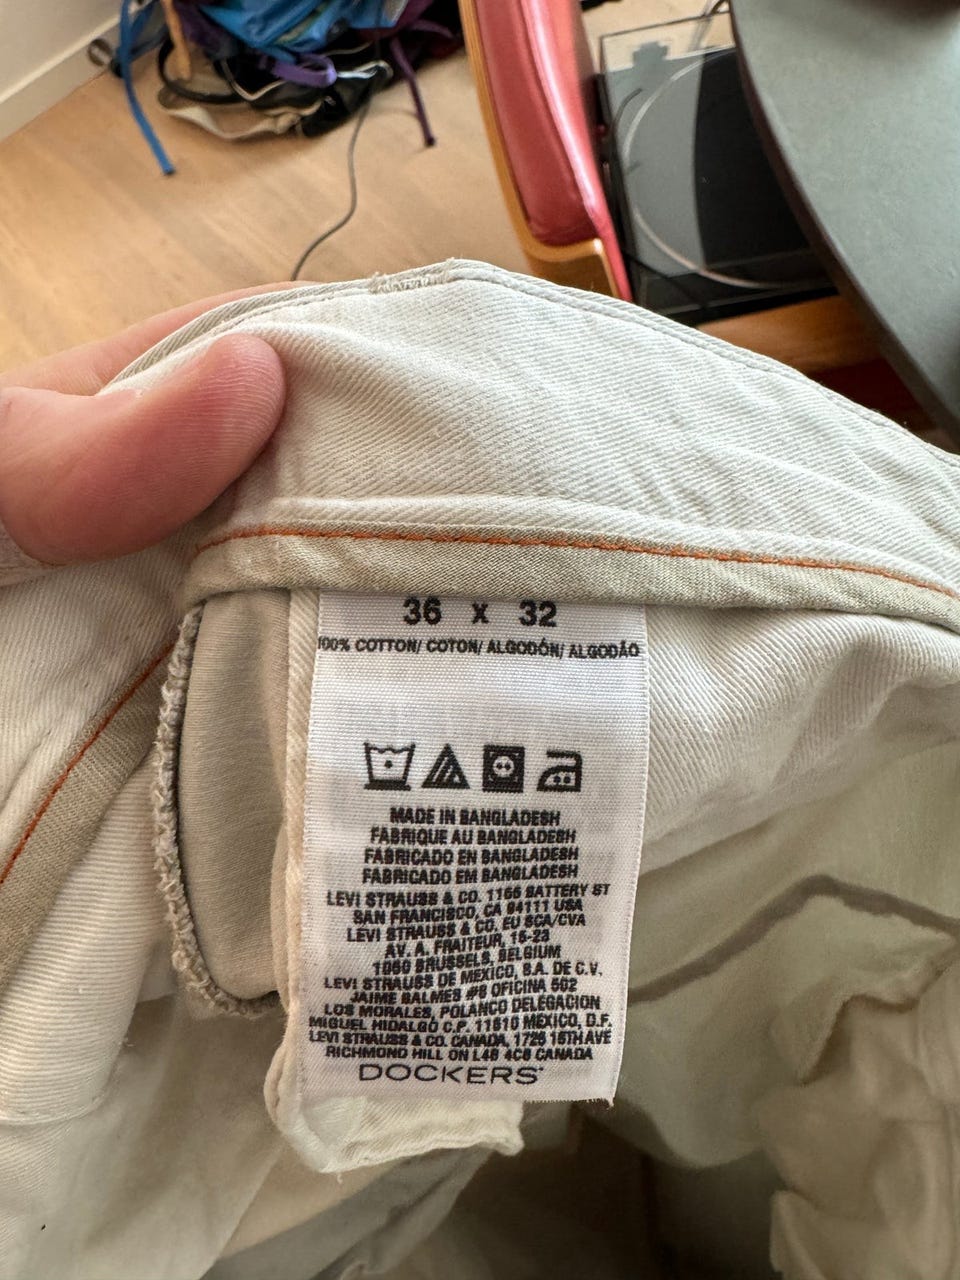 36 x 32
100% COTTON/ COTON/ ALGODÓN/ ALGODÃO
MADE IN BANGLADESH
FABRIQUE AU BANGLADESH
FABRICADO EN BANGLADESH
FABRICADO EM BANGLADESH
LEVI STRAUSS & CO. 1155 BATTERY ST
SAN FRANCISCO, CA 94111 USA
LEVI STRAUSS & CO. EU SCA/CVA
AV. A. FRAITEUR, 15-23
1050 BRUSSELS, BELGIUM
LEVI STRAUSS DE MEXICO, S.A. DE C.V.
JAIME BALMES #8 OFICINA 502
LOS MORALES, POLANCO DELEGACION
MIGUEL HIDALGO C.P. 11510 MEXICO, D.F.
LEVI STRAUSS & CO. CANADA, 1725 16TH AVE
RICHMOND HILL ON L4B 4C6 CANADA
DOCKERS